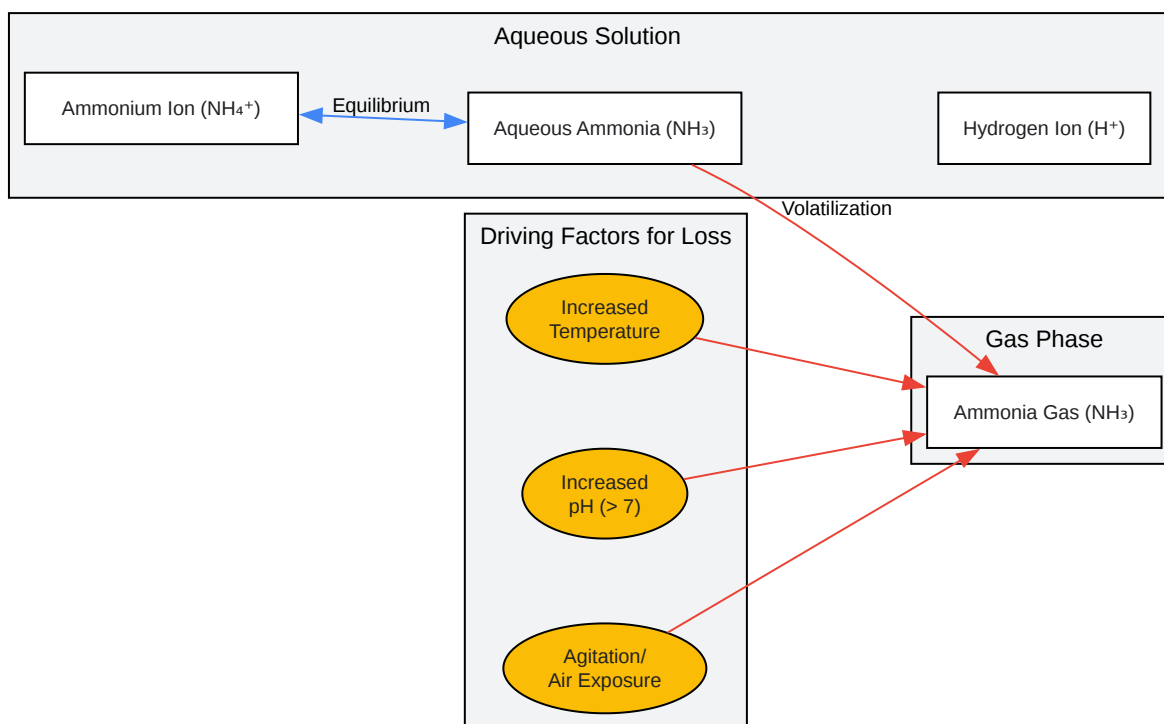 Aqueous Solution
Ammonium Ion (NH₄⁺)
Equilibrium
Aqueous Ammonia (NH₃)
Hydrogen Ion (H⁺)
Volatilization
Driving Factors for Loss
Increased
Temperature
Gas Phase
Ammonia Gas (NH₃)
Increased
pH (> 7)
Agitation/
Air Exposure